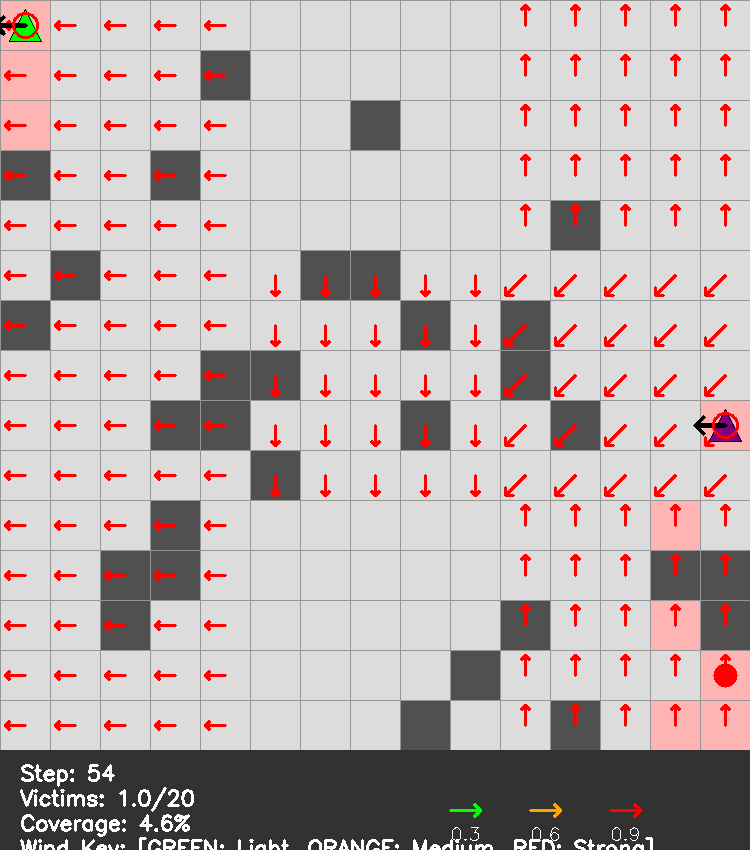 Step: 54
Victims: 1.0/20
Coverage: 4.6%
0.3 0.6 0.9
Wind Key: [GREEN: Light, ORANGE: Medium, RED: Strong]